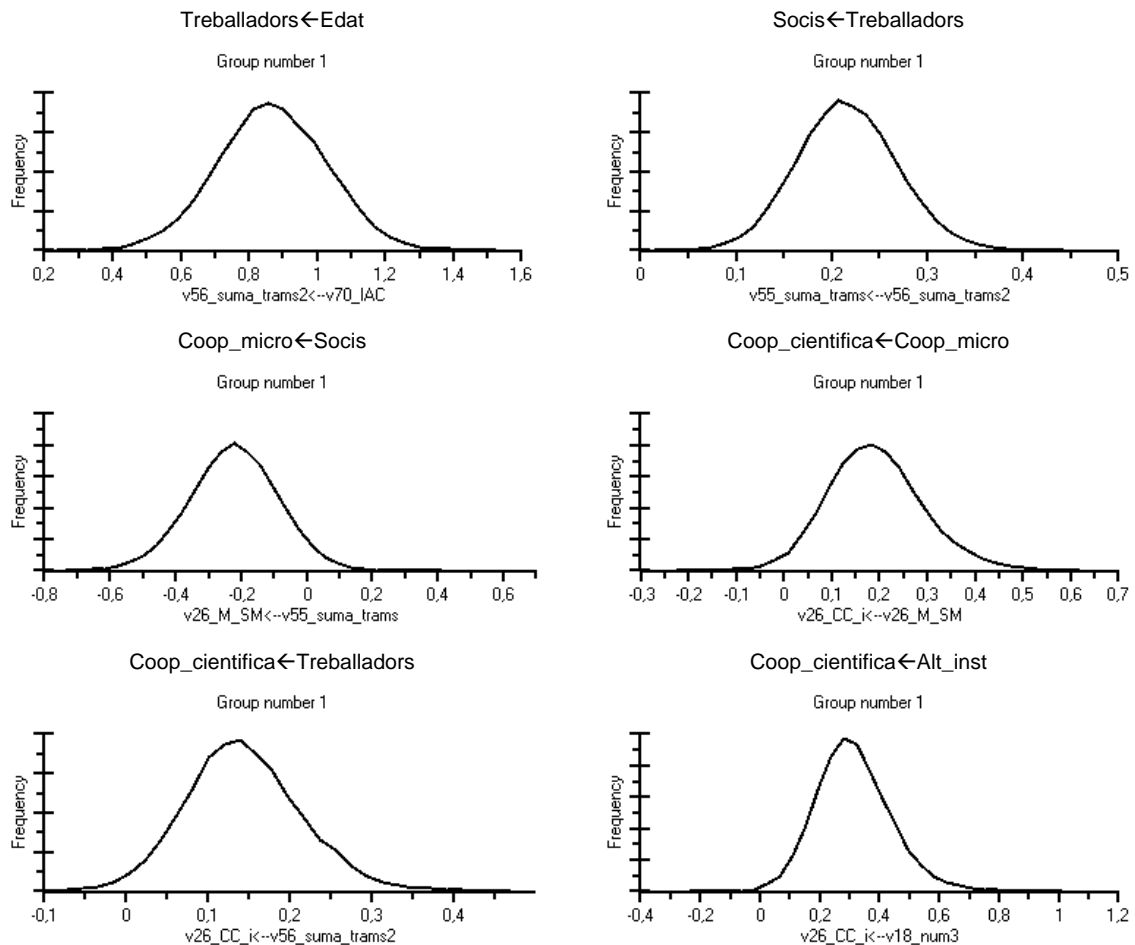 Treballadors←Edat
Group number 1
Frequency
0,2 0,4 0,6 0,8 1 1,2 1,4 1,6
v56_suma_trams2<--v70_IAC
Socis←Treballadors
Group number 1
Frequency
0 0,1 0,2 0,3 0,4 0,5
v55_suma_trams<--v56_suma_trams2
Coop_micro←Socis
Group number 1
Frequency
-0,8 -0,6 -0,4 -0,2 0 0,2 0,4 0,6
v26_M_SM<--v55_suma_trams
Coop_cientifica←Coop_micro
Group number 1
Frequency
-0,3 -0,2 -0,1 0 0,1 0,2 0,3 0,4 0,5 0,6 0,7
v26_CC_i<--v26_M_SM
Coop_cientifica←Treballadors
Group number 1
Frequency
-0,1 0 0,1 0,2 0,3 0,4
v26_CC_i<--v56_suma_trams2
Coop_cientifica←Alt_inst
Group number 1
Frequency
-0,4 -0,2 0 0,2 0,4 0,6 0,8 1 1,2
v26_CC_i<--v18_num3